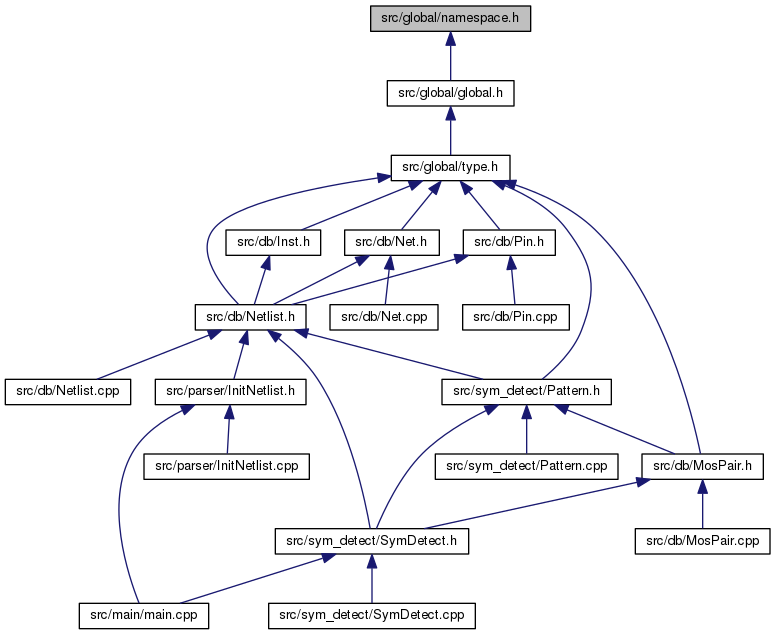 src/global/namespace.h
src/global/global.h
src/global/type.h
src/db/Inst.h
src/db/Net.h
src/db/Pin.h
src/db/Netlist.h
src/db/Net.cpp
src/db/Pin.cpp
src/db/Netlist.cpp
src/parser/InitNetlist.h
src/sym_detect/Pattern.h
src/parser/InitNetlist.cpp
src/sym_detect/Pattern.cpp
src/db/MosPair.h
src/sym_detect/SymDetect.h
src/db/MosPair.cpp
src/main/main.cpp
src/sym_detect/SymDetect.cpp